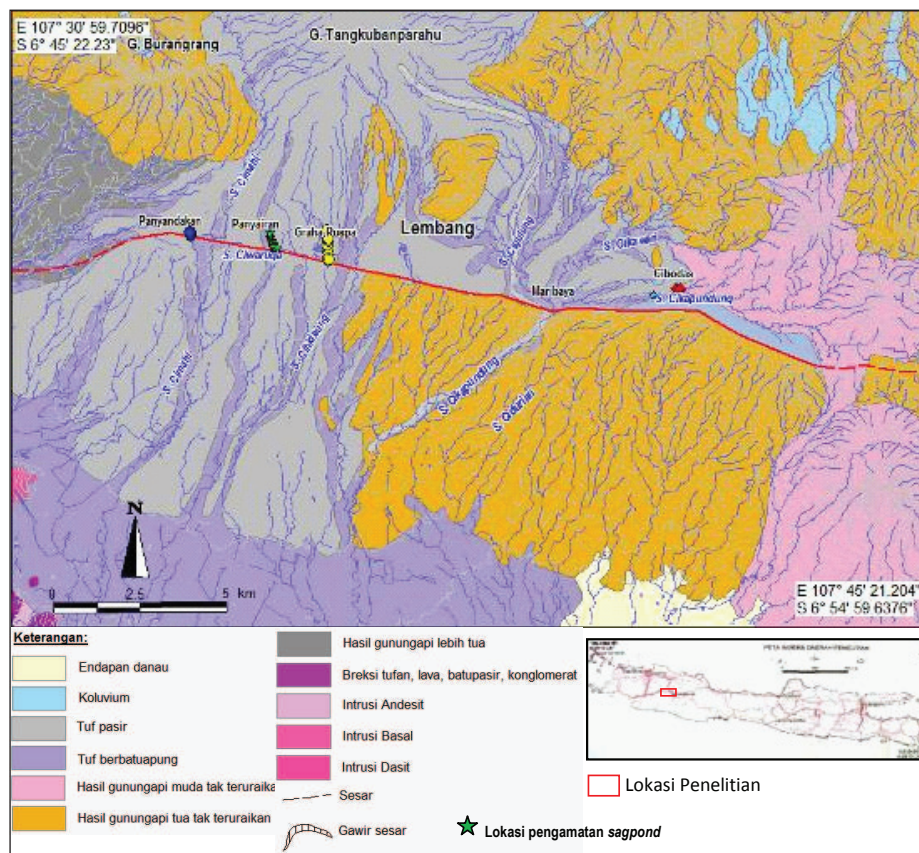 E 107° 30' 59.7096"
S 6° 45' 22.23"
G. Burangrang
G. Tangkubanparahu
S. Cimahi
Panyandakan
Panyairan
Graha Puspa
Lembang
S. Ciwaruga
Maribaya
Cibodas
S. Cikapundung
S. Cimahi
S. Cikapundung
S. Cidurian
N
0 2.5 5 km
E 107° 45' 21.204"
S 6° 54' 59.6376"
Keterangan:
Endapan danau
Koluvium
Tuf pasir
Tuf berbatuapung
Hasil gunungapi muda tak teruraika
Hasil gunungapi tua tak teruraikan
Hasil gunungapi lebih tua
Breksi tufan, lava, batupasir, konglomerat
Intrusi Andesit
Intrusi Basal
Intrusi Dasit
Sesar
Gawir sesar
Lokasi pengamatan sagpond
PETA INDEKS DAERAH PENELITIAN
Lokasi Penelitian